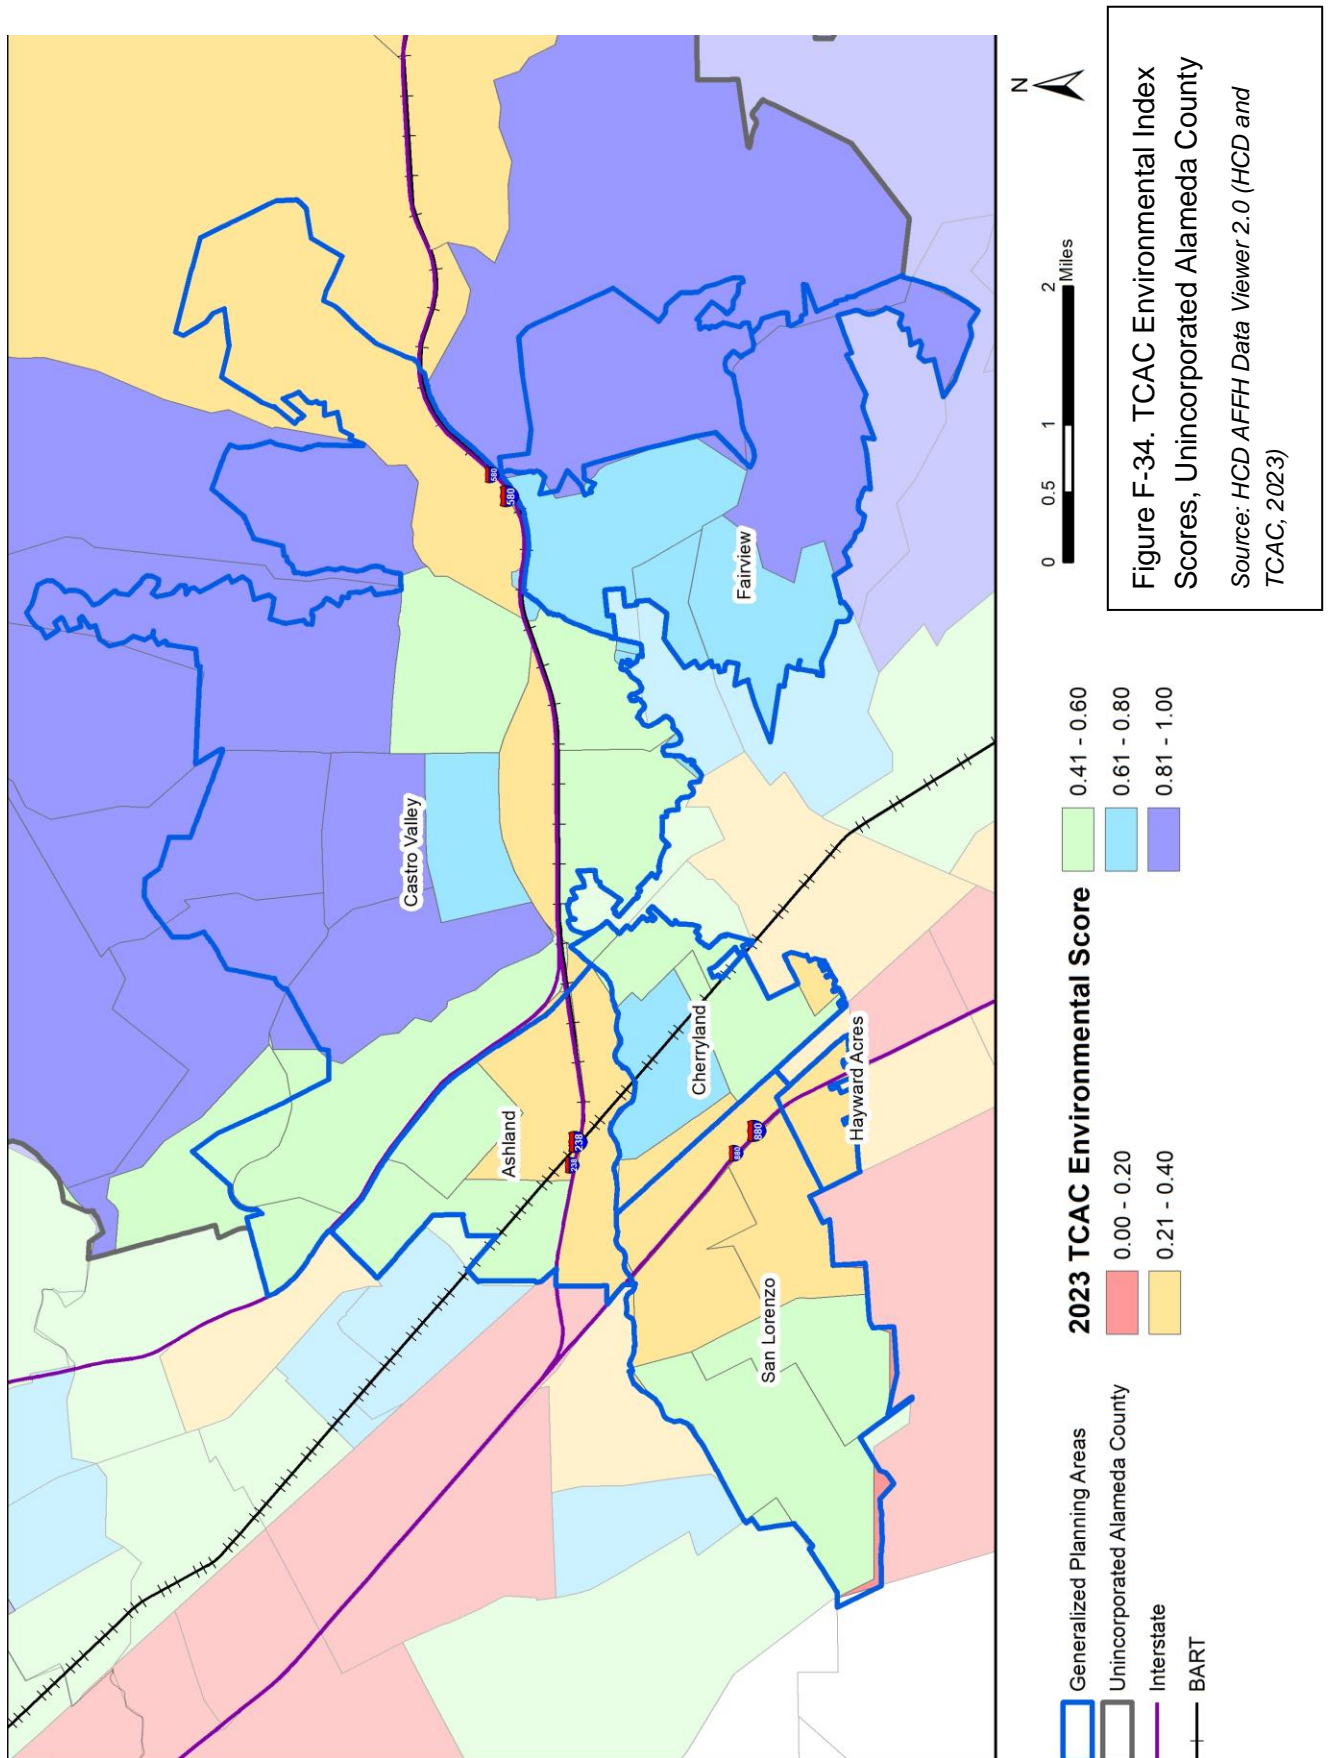 Castro Valley
Ashland
Cherryland
Fairview
Hayward Acres
San Lorenzo
580
580
238
238
880
880
N
0 0.5 1 2
Miles
Generalized Planning Areas
Unincorporated Alameda County
Interstate
BART
2023 TCAC Environmental Score
0.00 - 0.20
0.21 - 0.40
0.41 - 0.60
0.61 - 0.80
0.81 - 1.00
Figure F-34. TCAC Environmental Index
Scores, Unincorporated Alameda County
Source: HCD AFFH Data Viewer 2.0 (HCD and
TCAC, 2023)